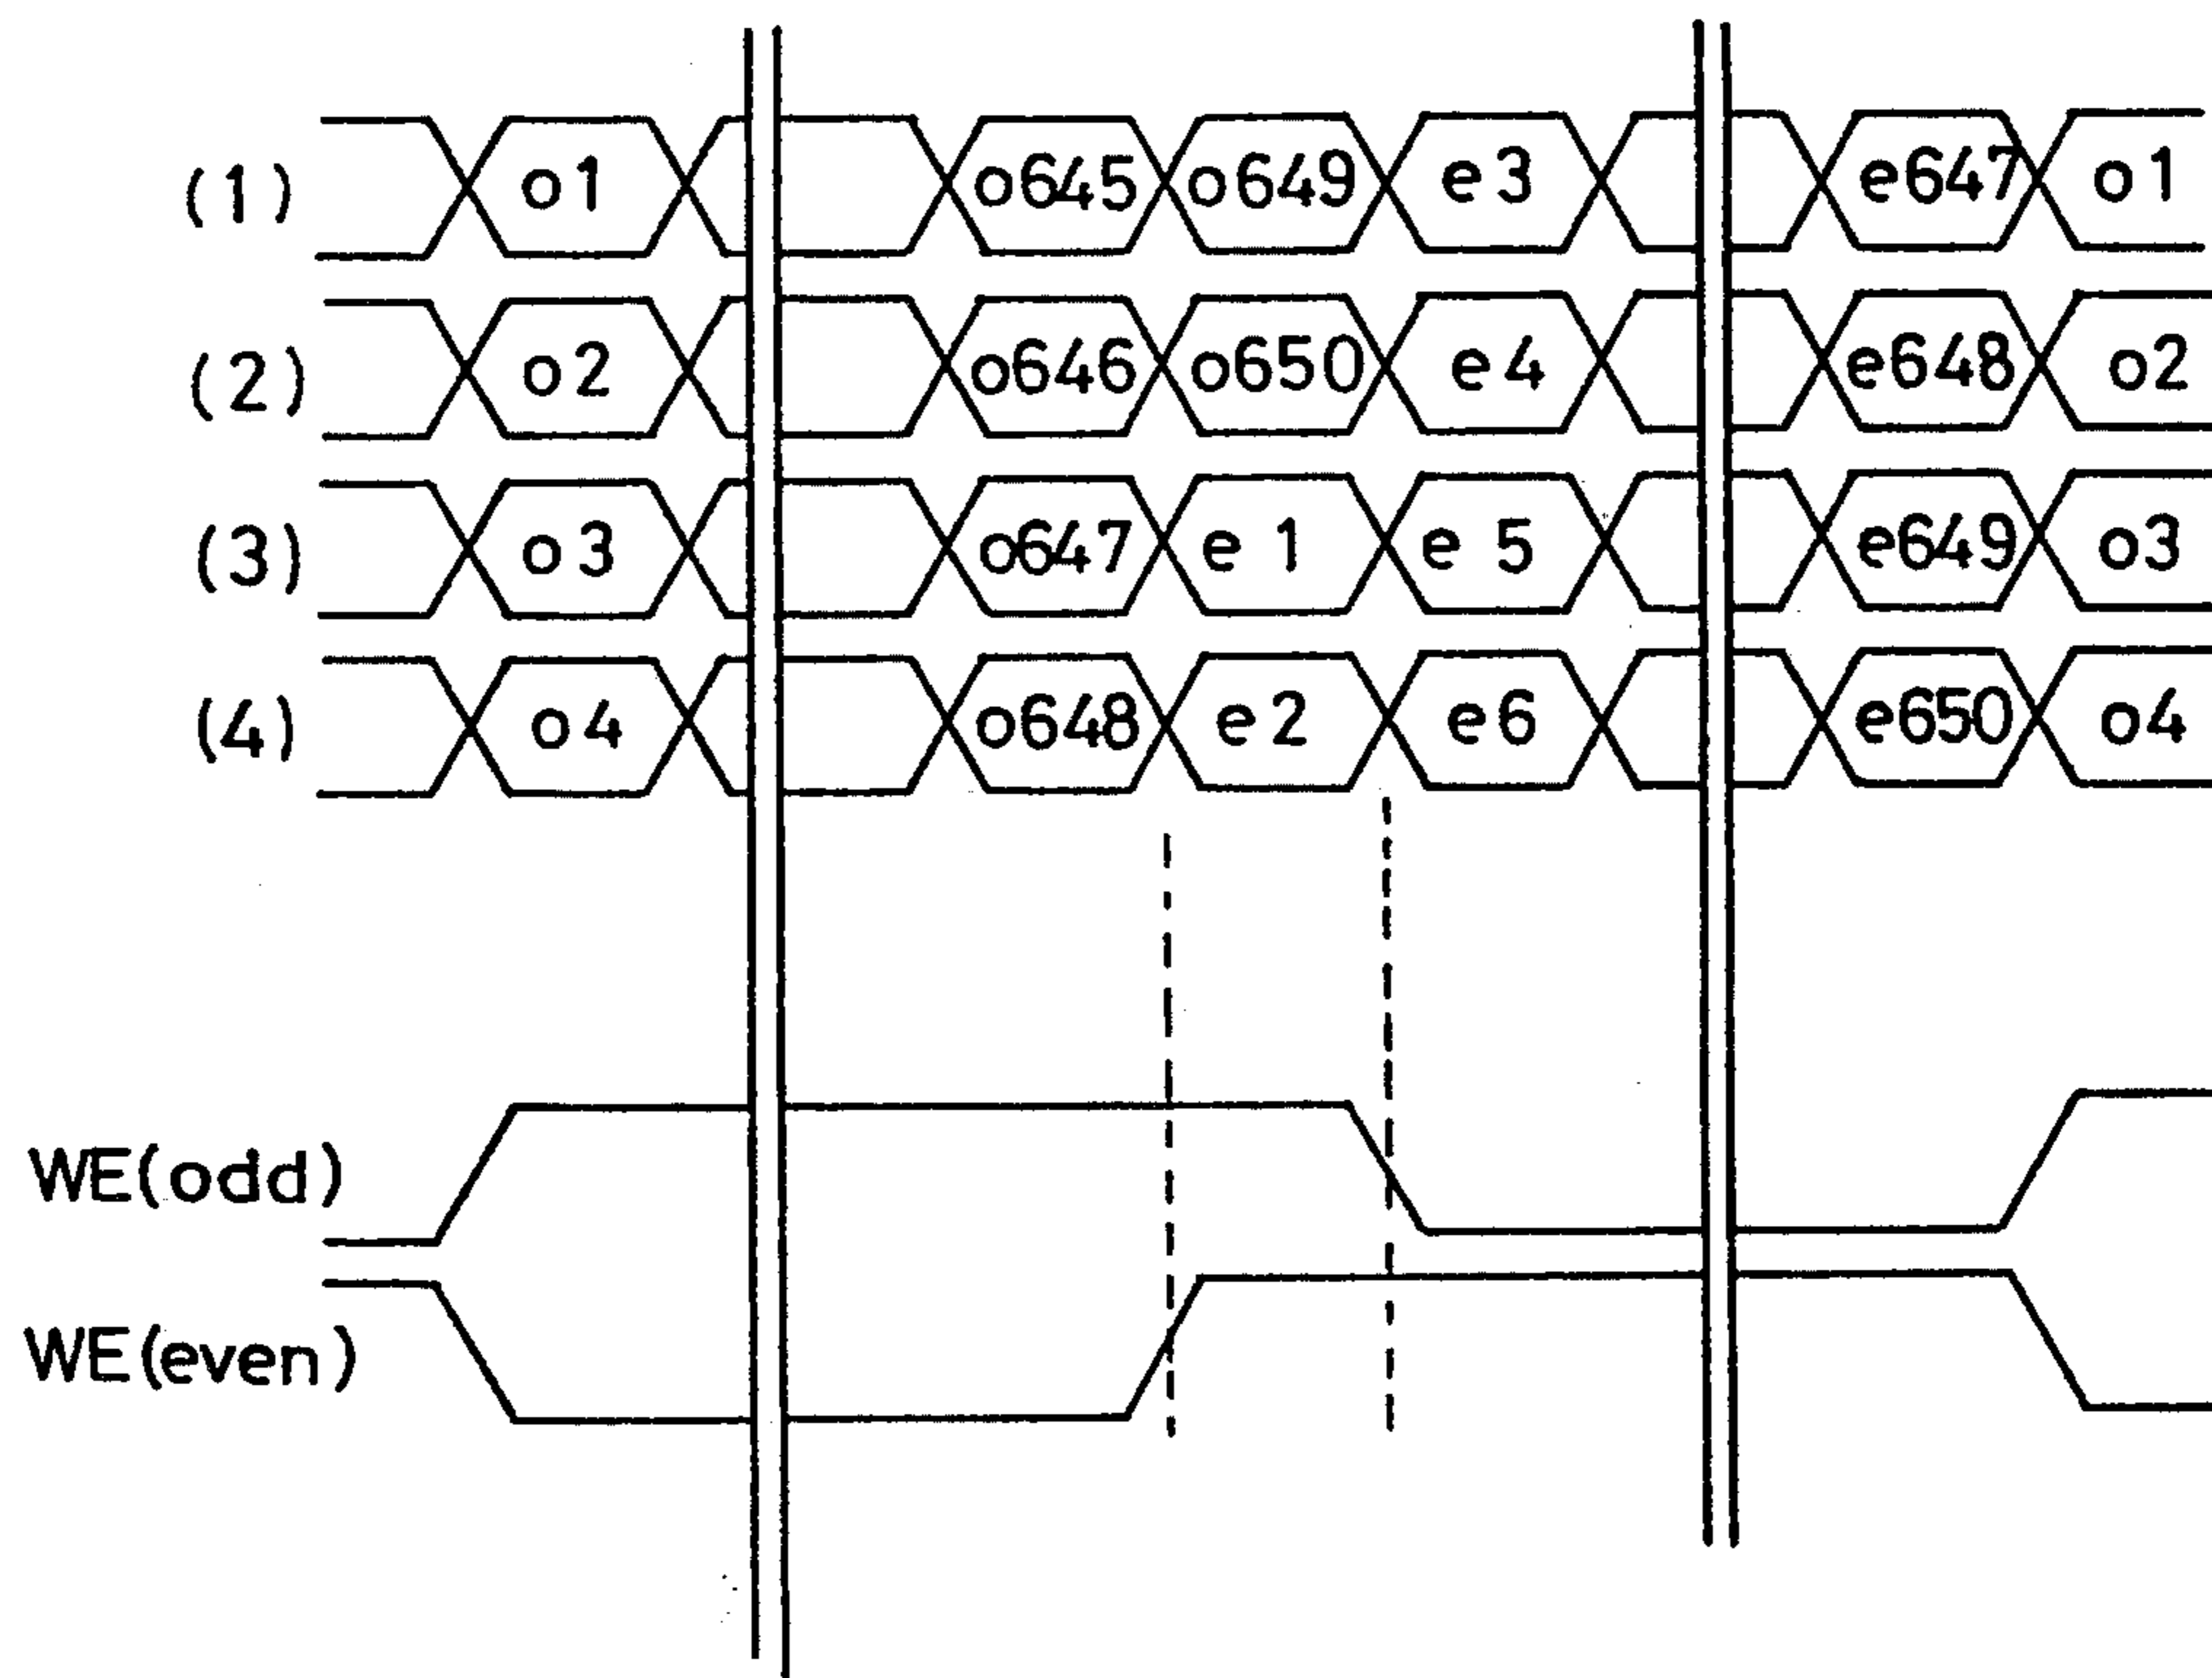 (1) o1 o645 o649 e3 e647 o1
(2) o2 o646 o650 e4 e648 o2
(3) o3 o647 e1 e5 e649 o3
(4) o4 o648 e2 e6 e650 o4
WE(odd)
WE(even)